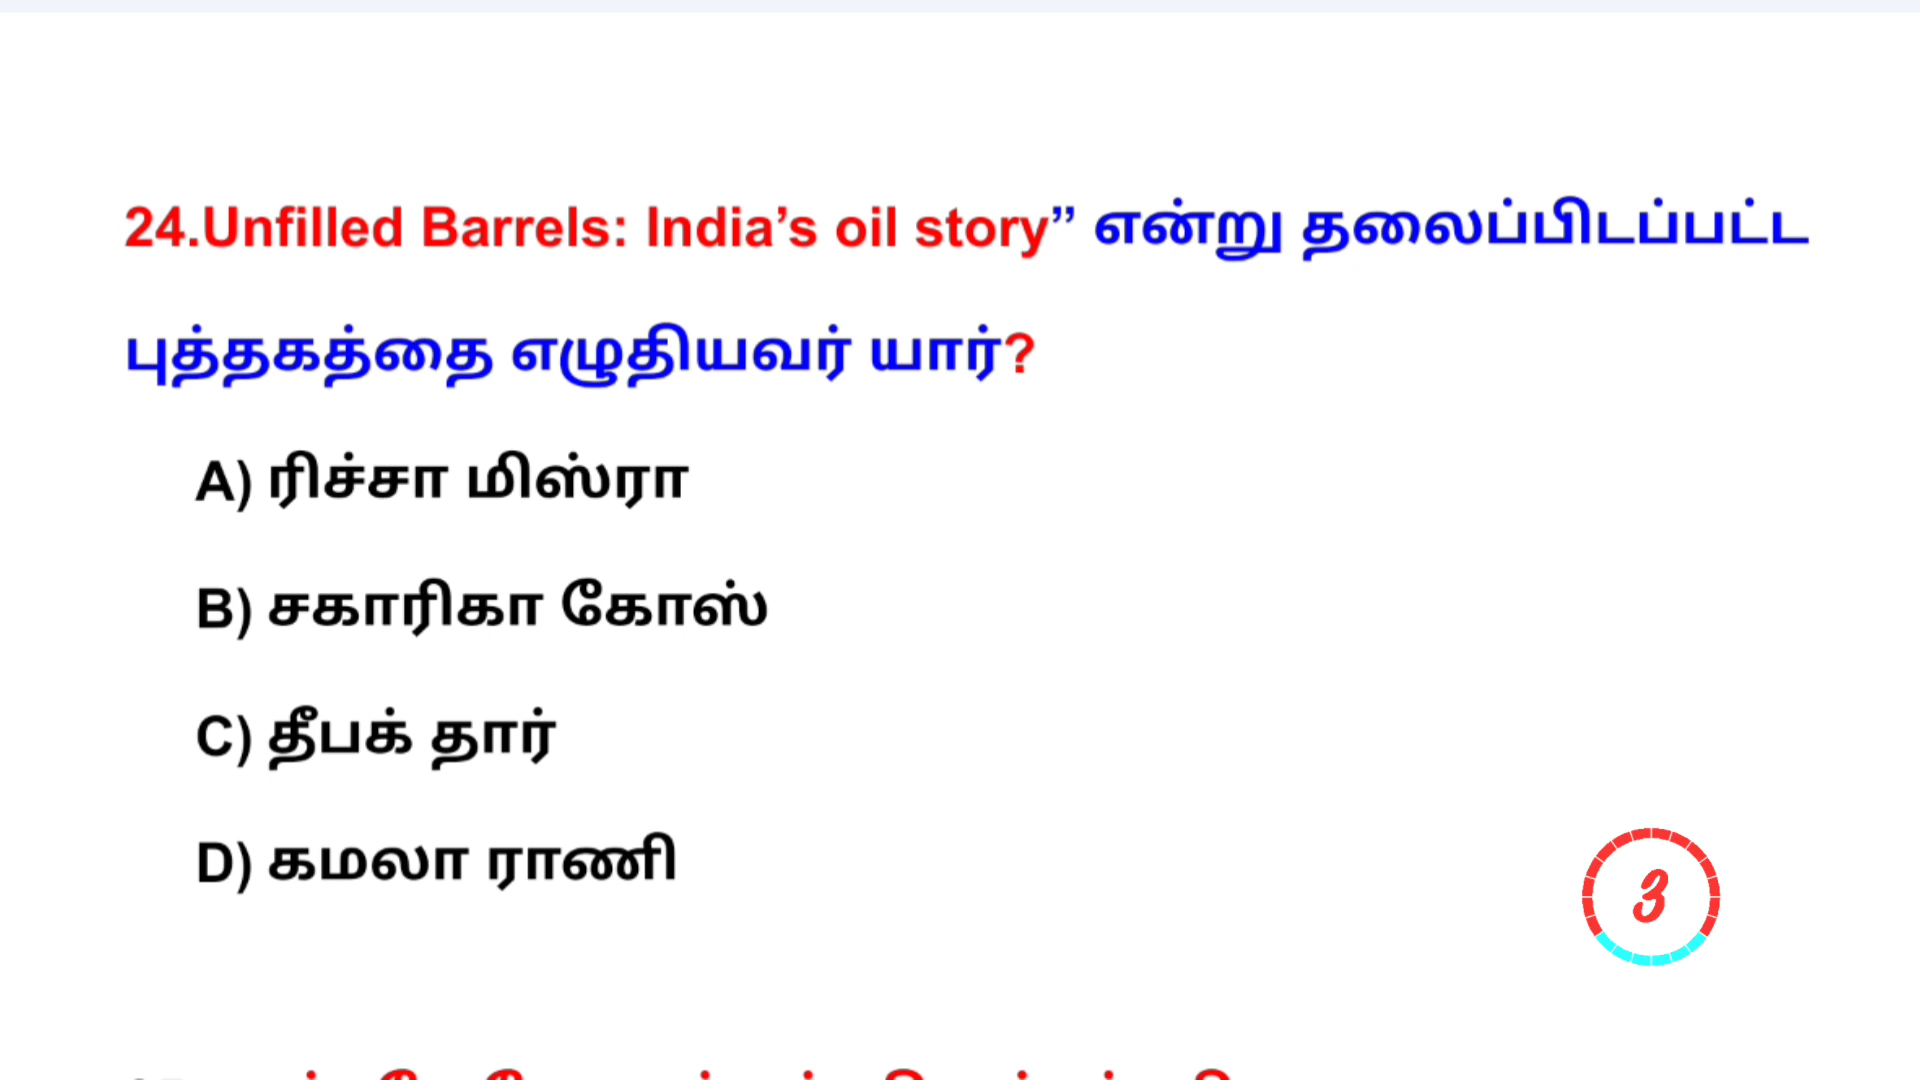 24.Unfilled Barrels: India’s oil story” என்று தலைப்பிடப்பட்ட
புத்தகத்தை எழுதியவர் யார்?
A) ரிச்சா மிஸ்ரா
B) சகாரிகா கோஸ்
C) தீபக் தார்
D) கமலா ராணி
3